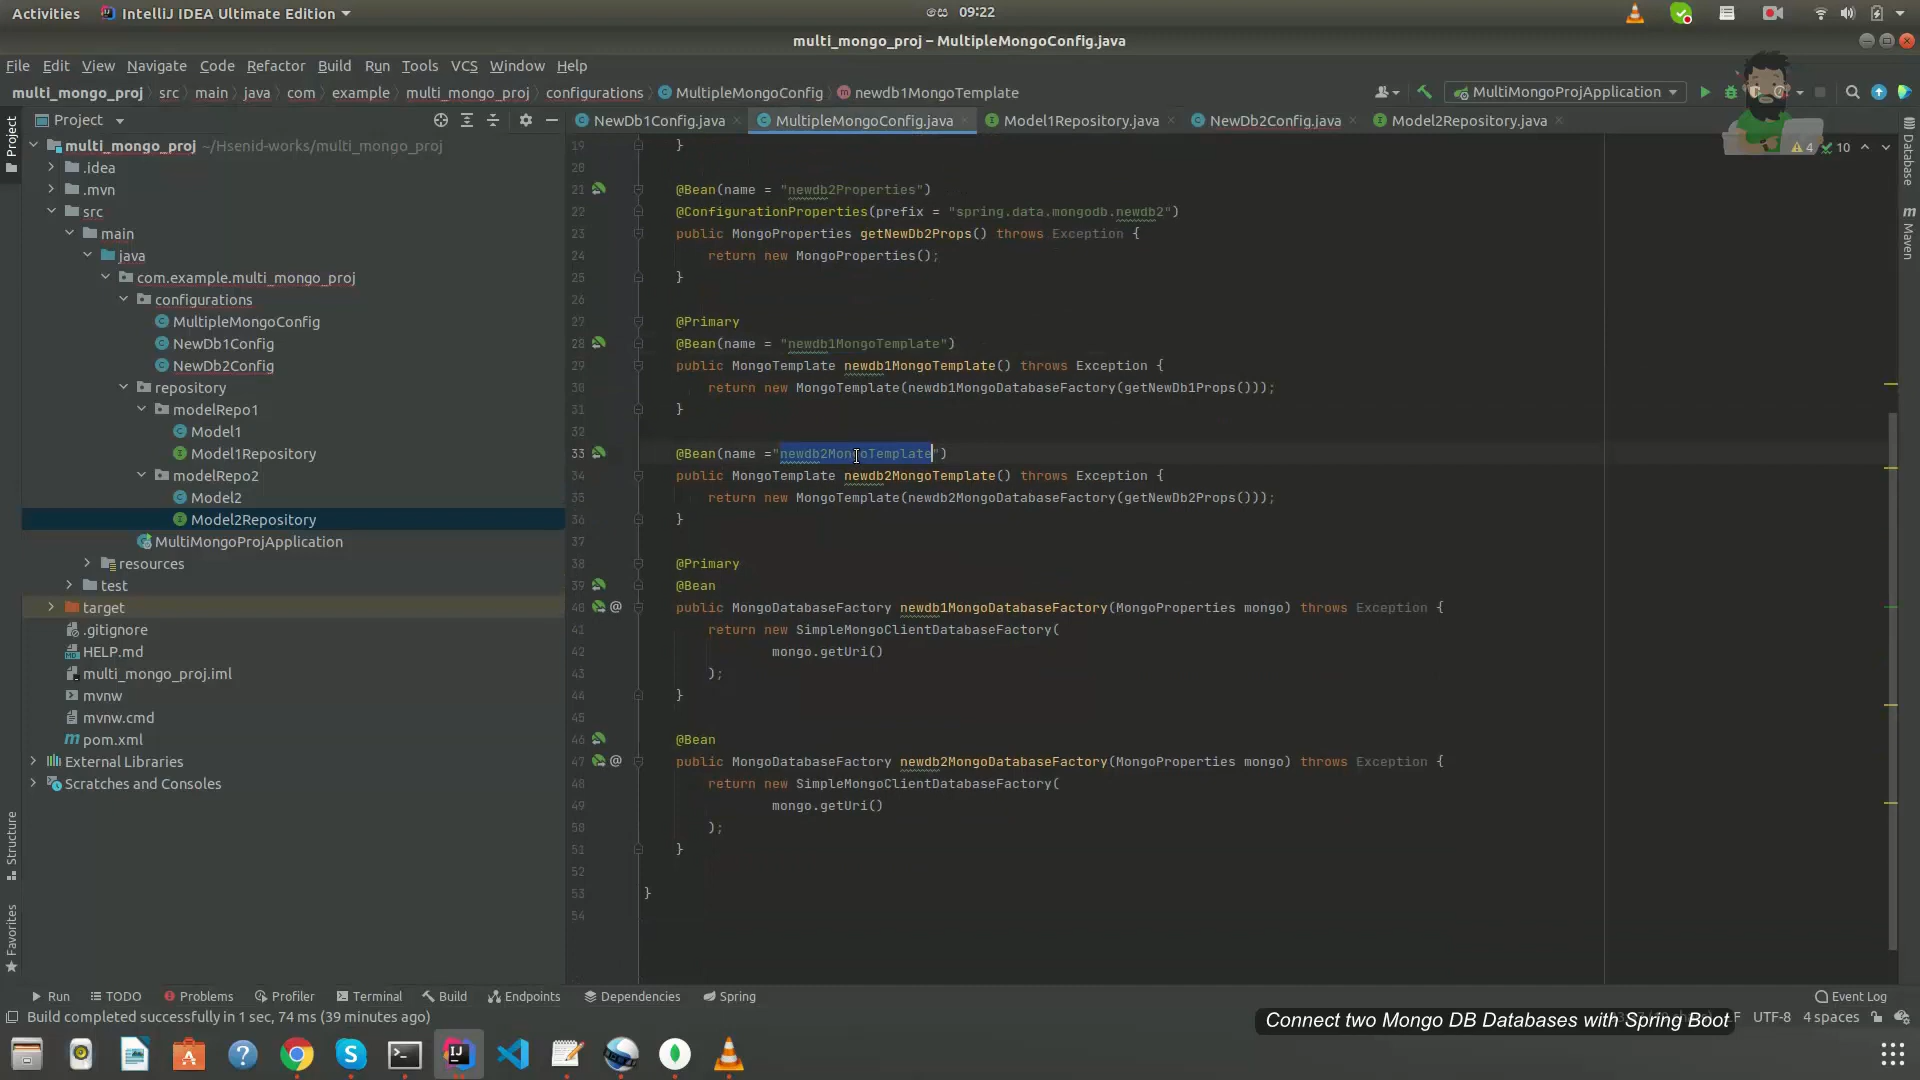 Activities
IntelliJ IDEA Ultimate Edition
සෙ 09:22
multi_mongo_proj – MultipleMongoConfig.java
File Edit View Navigate Code Refactor Build Run Tools VCS Window Help
multi_mongo_proj src main java com example multi_mongo_proj configurations MultipleMongoConfig newdb1MongoTemplate
MultiMongoProjApplication
Project
NewDb1Config.java
MultipleMongoConfig.java
Model1Repository.java
NewDb2Config.java
Model2Repository.java
4 10
Project
Structure
Favorites
Database
Maven
multi_mongo_proj ~/Hsenid-works/multi_mongo_proj
.idea
.mvn
src
main
java
com.example.multi_mongo_proj
configurations
MultipleMongoConfig
NewDb1Config
NewDb2Config
repository
modelRepo1
Model1
Model1Repository
modelRepo2
Model2
Model2Repository
MultiMongoProjApplication
resources
test
target
.gitignore
HELP.md
multi_mongo_proj.iml
mvnw
mvnw.cmd
pom.xml
External Libraries
Scratches and Consoles
19 }
20
21 @Bean(name = "newdb2Properties")
22 @ConfigurationProperties(prefix = "spring.data.mongodb.newdb2")
23 public MongoProperties getNewDb2Props() throws Exception {
24 return new MongoProperties();
25 }
26
27 @Primary
28 @Bean(name = "newdb1MongoTemplate")
29 public MongoTemplate newdb1MongoTemplate() throws Exception {
30 return new MongoTemplate(newdb1MongoDatabaseFactory(getNewDb1Props()));
31 }
32
33 @Bean(name ="newdb2MongoTemplate")
34 public MongoTemplate newdb2MongoTemplate() throws Exception {
35 return new MongoTemplate(newdb2MongoDatabaseFactory(getNewDb2Props()));
36 }
37
38 @Primary
39 @Bean
40 public MongoDatabaseFactory newdb1MongoDatabaseFactory(MongoProperties mongo) throws Exception {
41 return new SimpleMongoClientDatabaseFactory(
42 mongo.getUri()
43 );
44 }
45
46 @Bean
47 public MongoDatabaseFactory newdb2MongoDatabaseFactory(MongoProperties mongo) throws Exception {
48 return new SimpleMongoClientDatabaseFactory(
49 mongo.getUri()
50 );
51 }
52
53 }
54
Run TODO Problems Profiler Terminal Build Endpoints Dependencies Spring Event Log
Build completed successfully in 1 sec, 74 ms (39 minutes ago)
LF UTF-8 4 spaces
Connect two Mongo DB Databases with Spring Boot